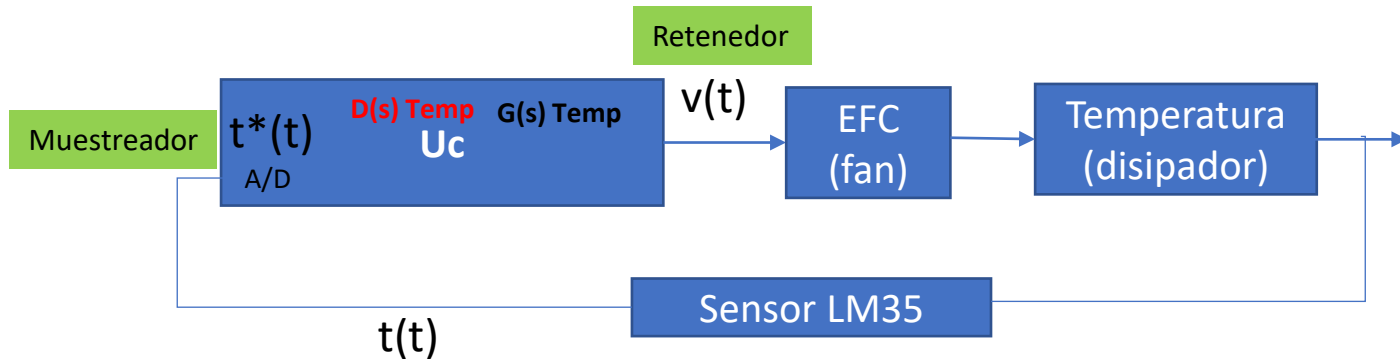 Retenedor
Muestreador
t*(t)
A/D
D(s) Temp
G(s) Temp
Uc
v(t)
EFC
(fan)
Temperatura
(disipador)
Sensor LM35
t(t)